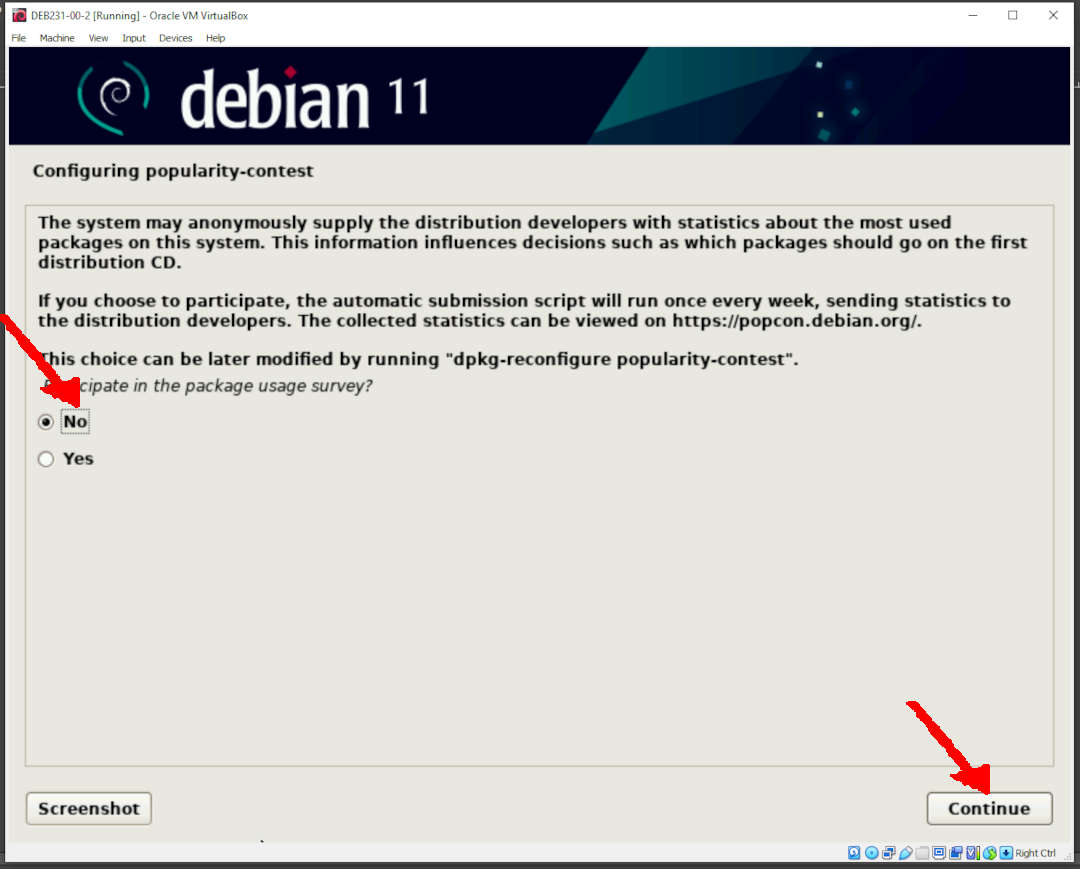 DEB231-00-2 [Running] - Oracle VM VirtualBox
File Machine View Input Devices Help
debian 11
Configuring popularity-contest
The system may anonymously supply the distribution developers with statistics about the most used
packages on this system. This information influences decisions such as which packages should go on the first
distribution CD.
If you choose to participate, the automatic submission script will run once every week, sending statistics to
the distribution developers. The collected statistics can be viewed on https://popcon.debian.org/.
This choice can be later modified by running "dpkg-reconfigure popularity-contest".
Participate in the package usage survey?
No
Yes
Screenshot
Continue
Right Ctrl